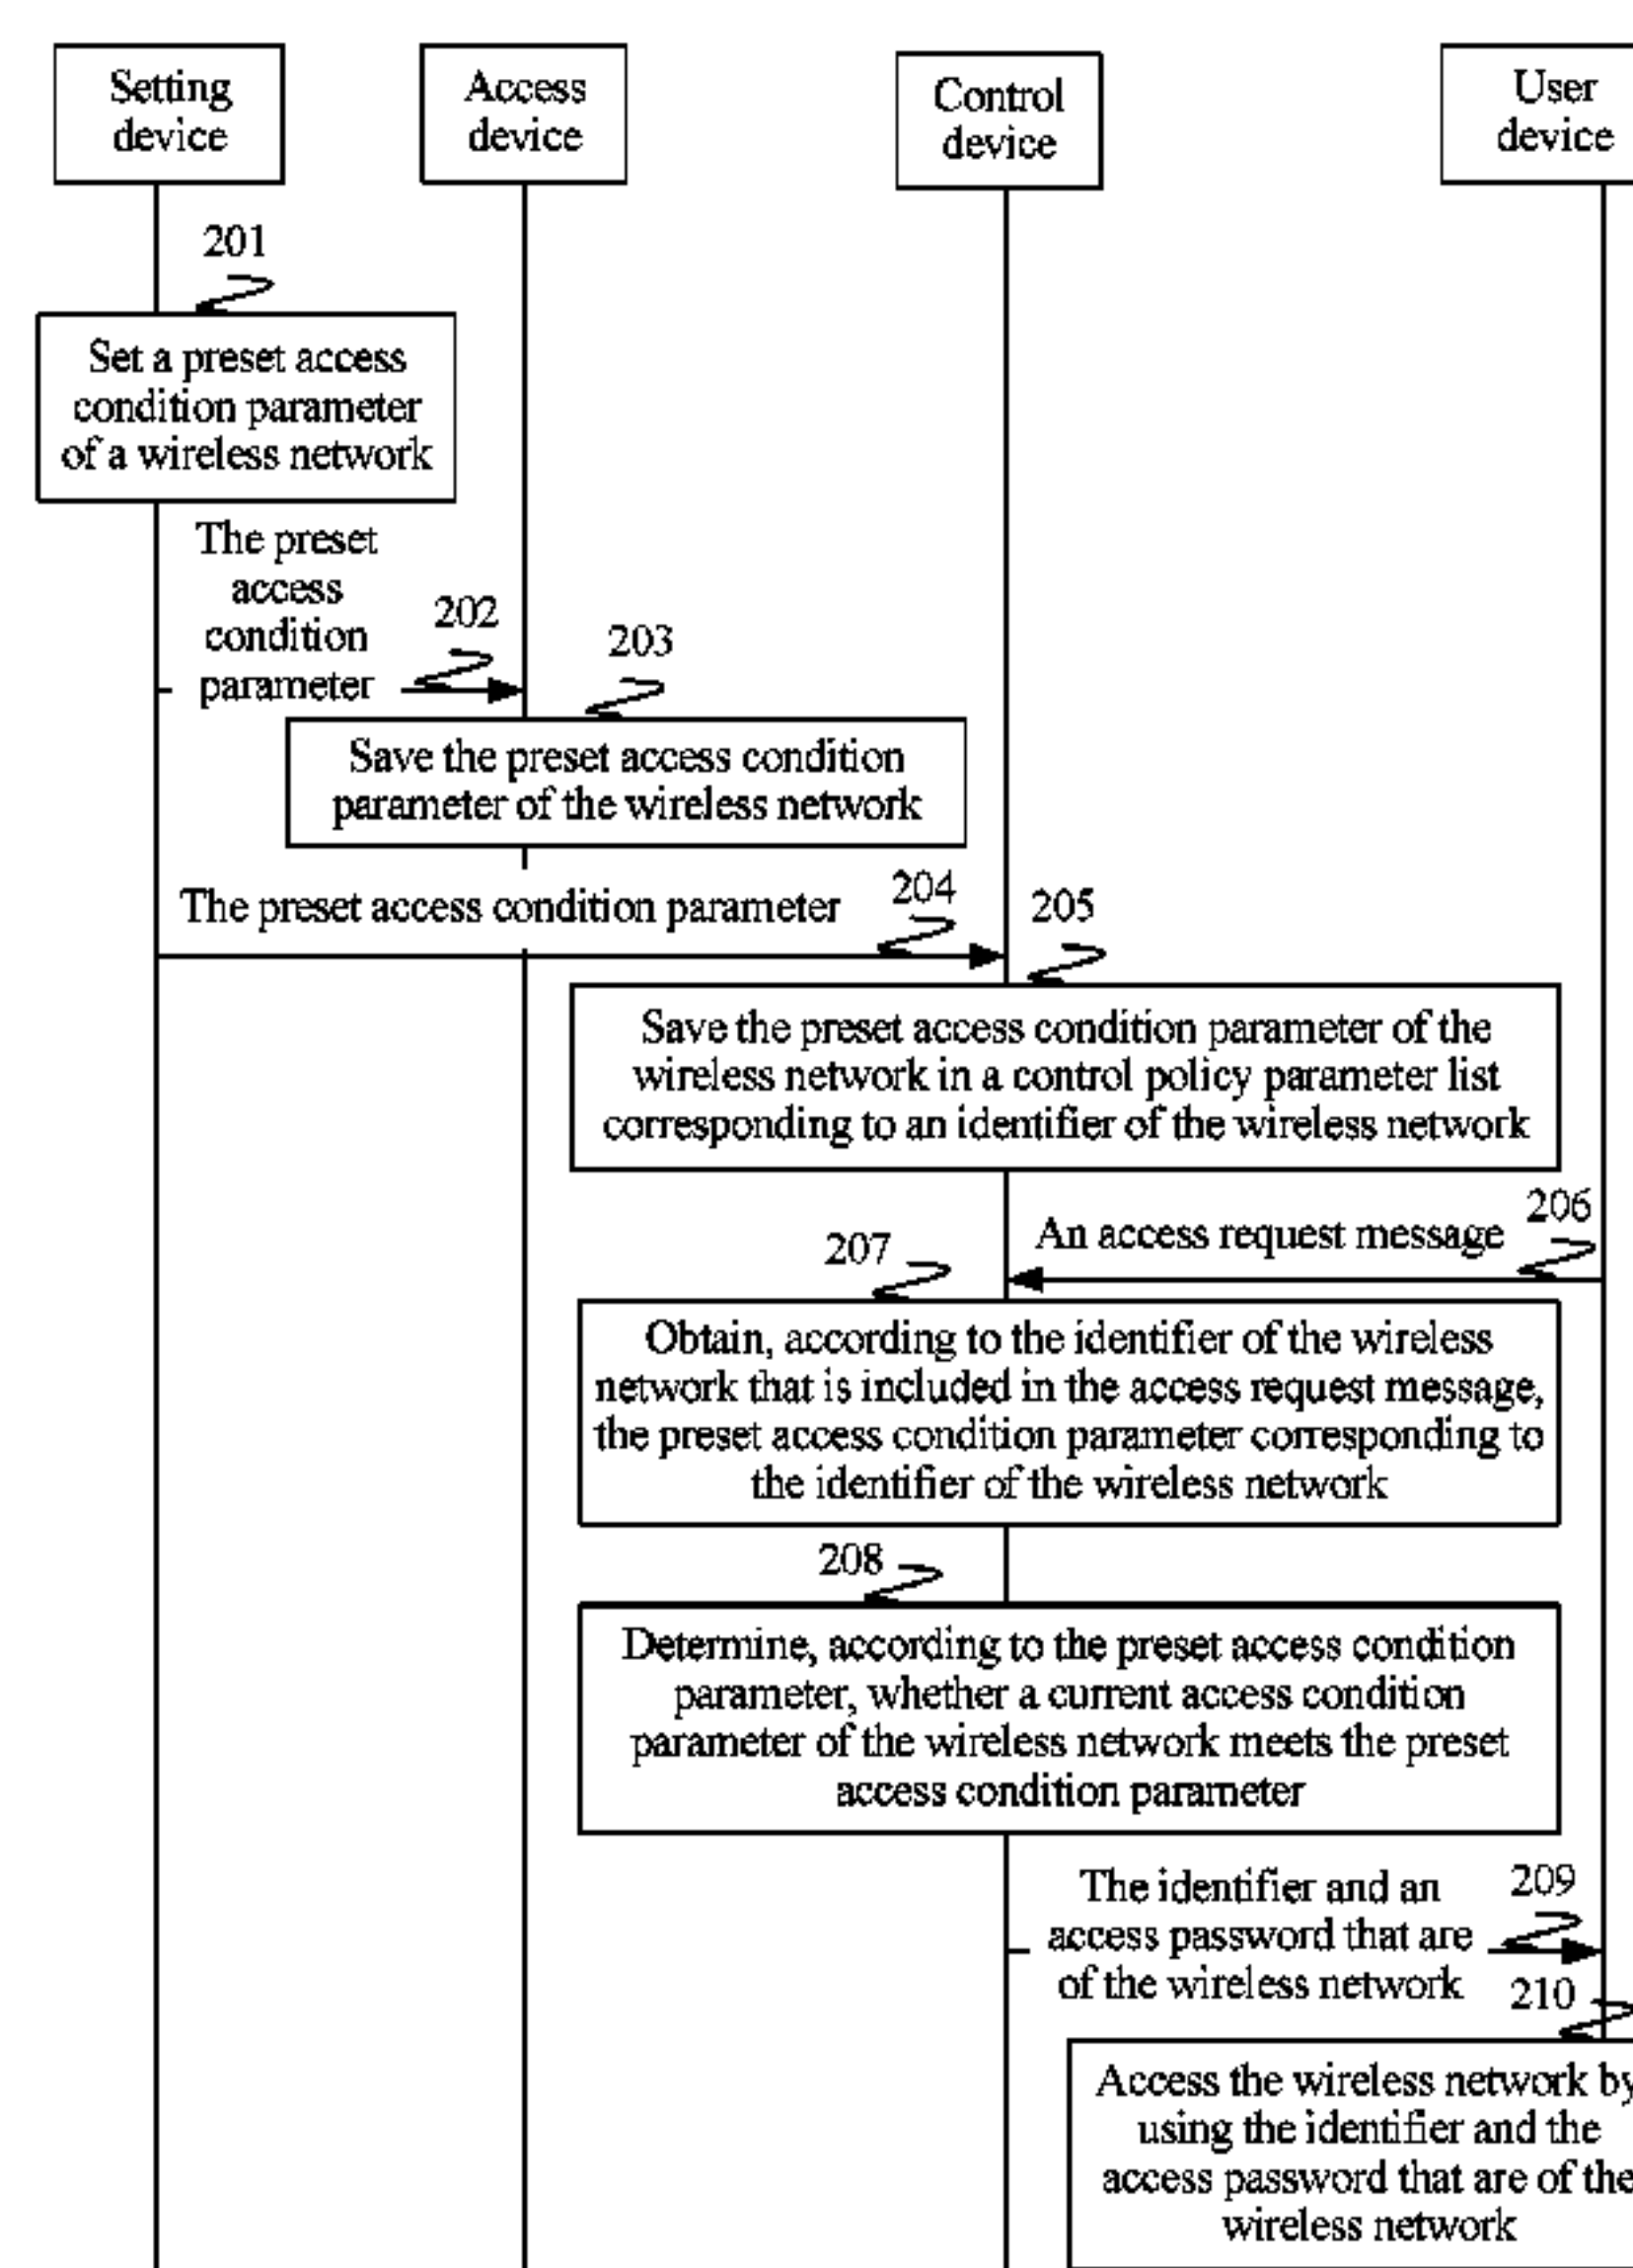 Setting
device
Access
device
Control
device
User
device
201
Set a preset access
condition parameter
of a wireless network
The preset
access
condition
parameter
202
203
Save the preset access condition
parameter of the wireless network
The preset access condition parameter
204
205
Save the preset access condition parameter of the
wireless network in a control policy parameter list
corresponding to an identifier of the wireless network
An access request message
206
207
Obtain, according to the identifier of the wireless
network that is included in the access request message,
the preset access condition parameter corresponding to
the identifier of the wireless network
208
Determine, according to the preset access condition
parameter, whether a current access condition
parameter of the wireless network meets the preset
access condition parameter
The identifier and an
access password that are
of the wireless network
209
210
Access the wireless network by
using the identifier and the
access password that are of the
wireless network